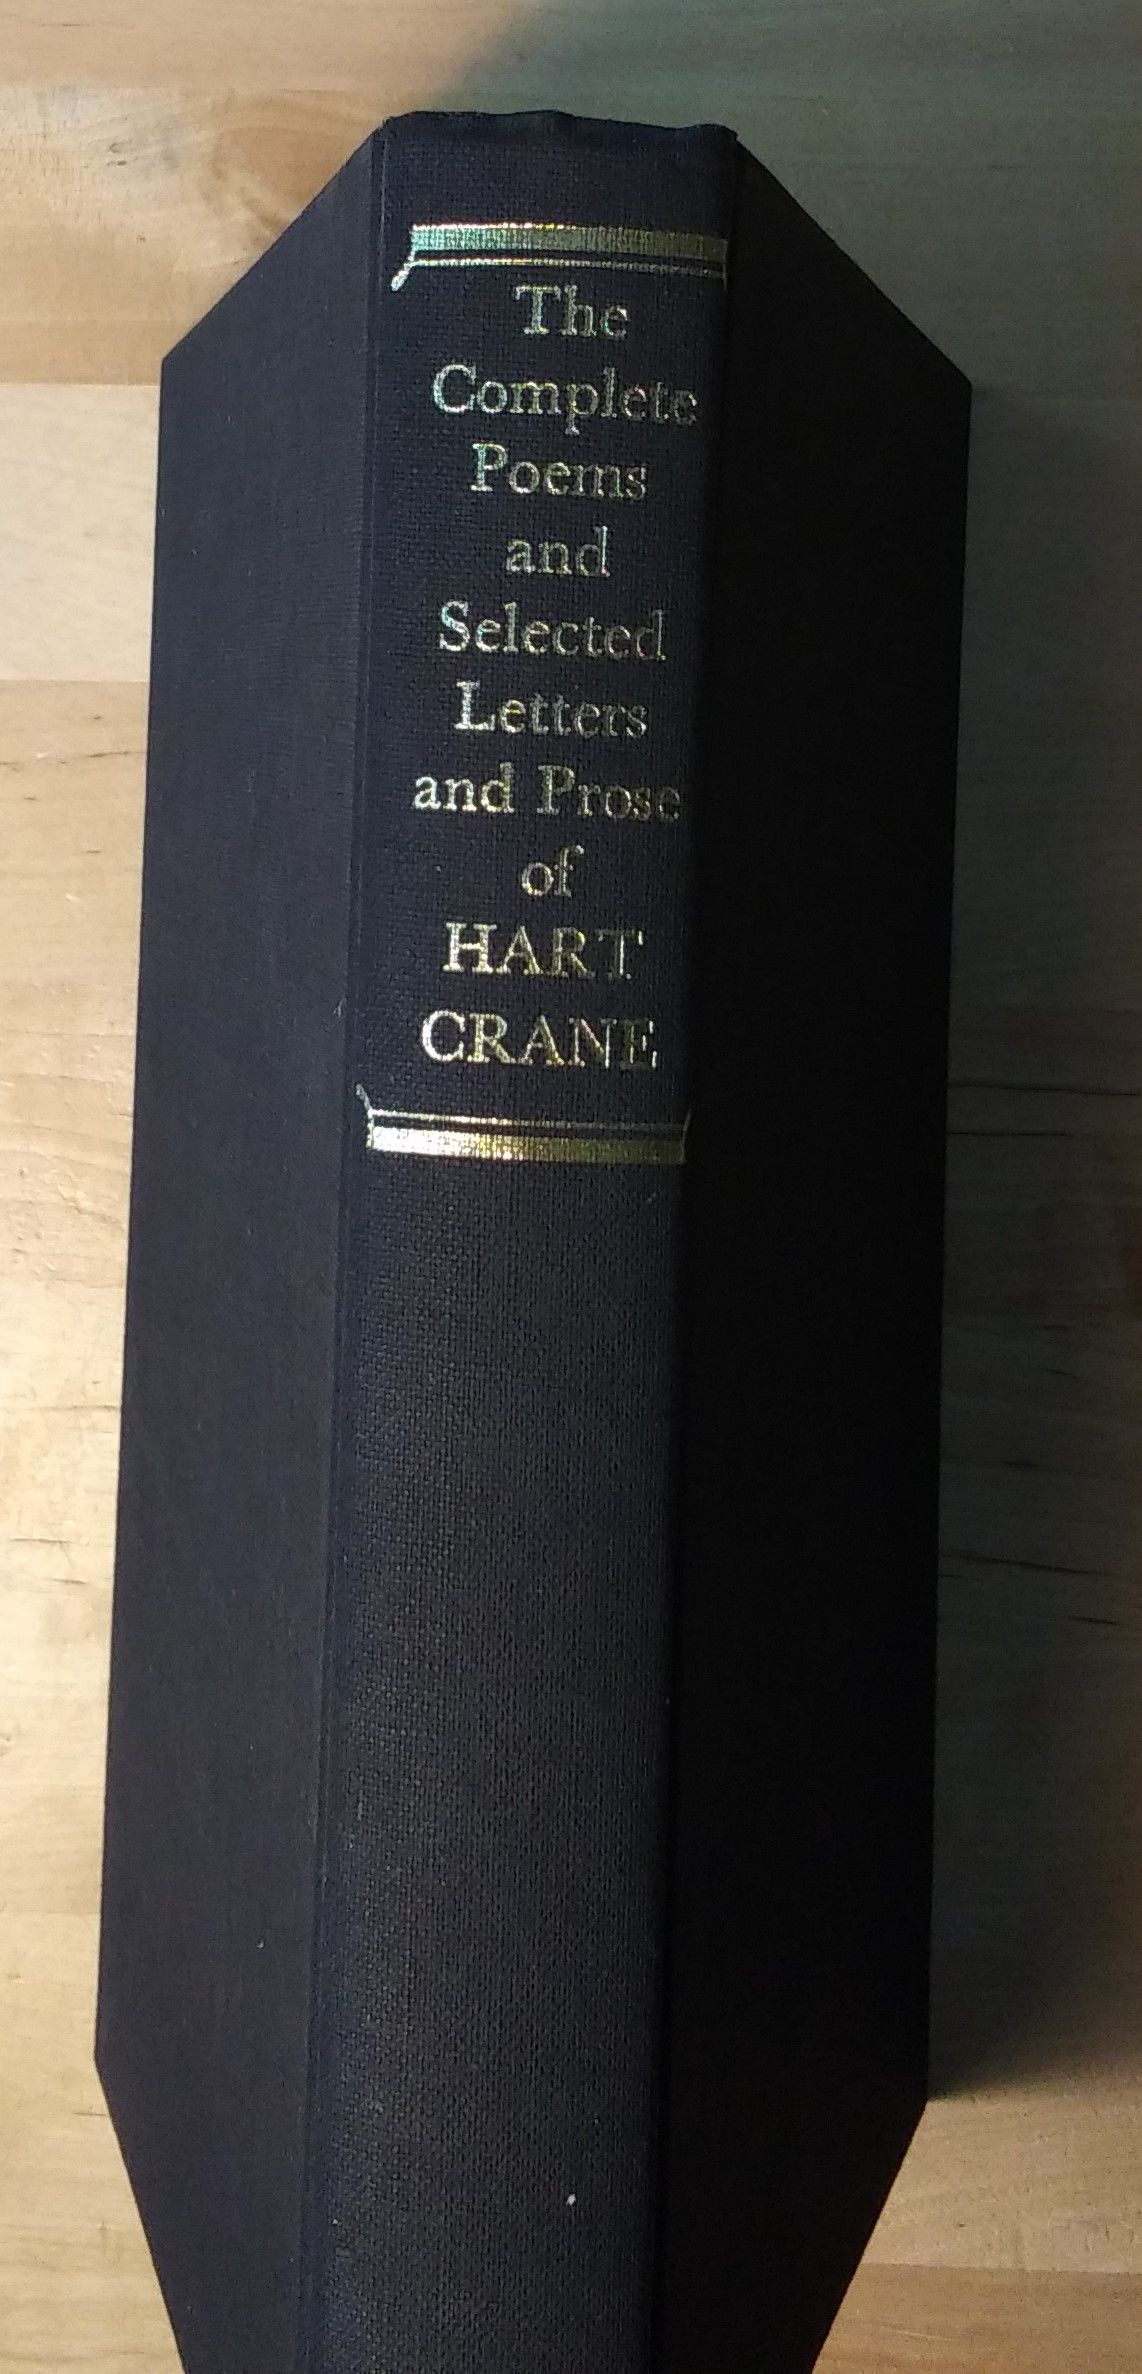 The
Complete
Poems
and
Selected
Letters
and Prose
of
HART
CRANE